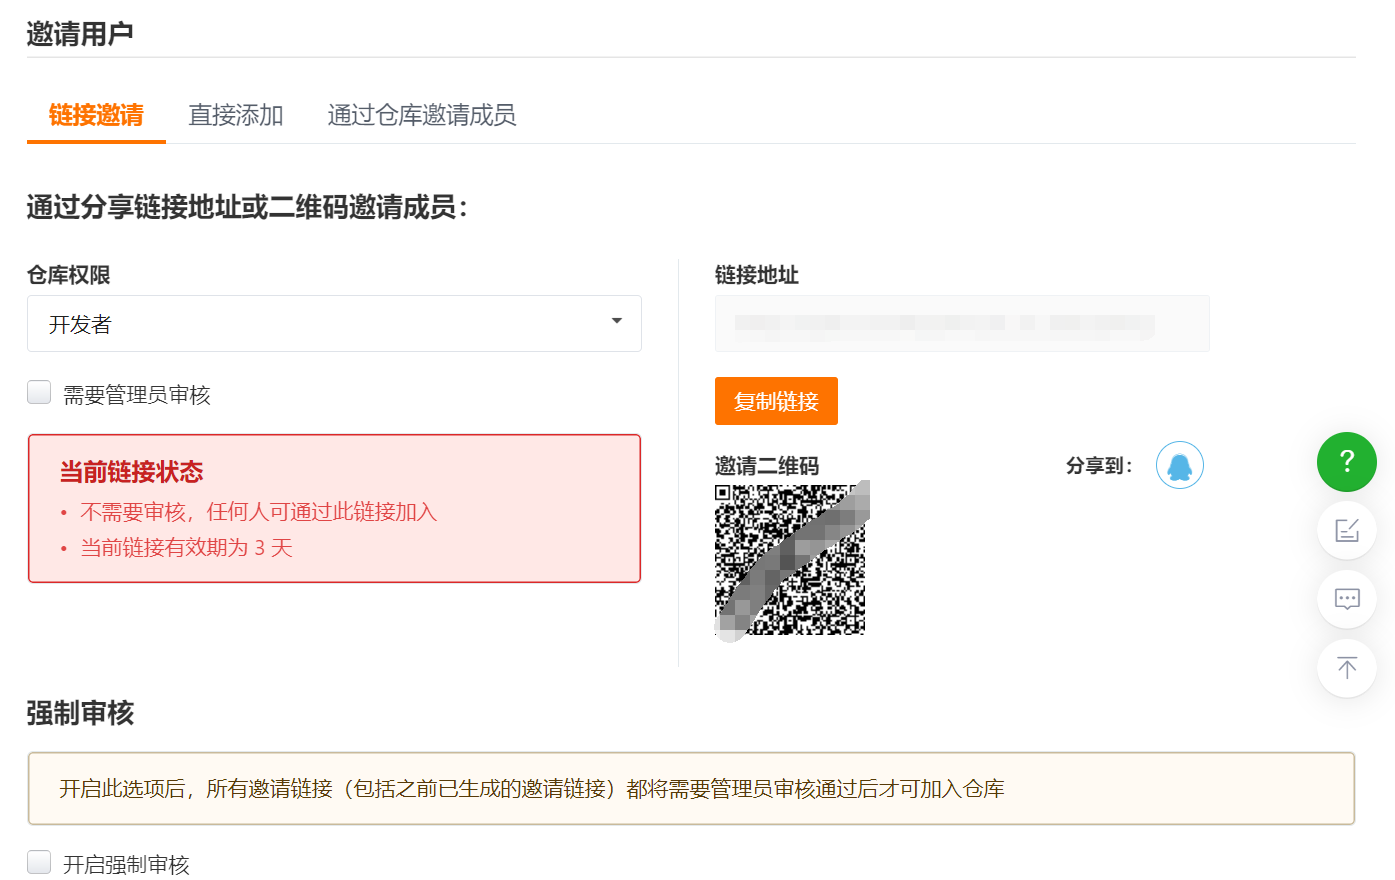 邀请用户
链接邀请 直接添加 通过仓库邀请成员
通过分享链接地址或二维码邀请成员：
仓库权限
开发者
需要管理员审核
当前链接状态
• 不需要审核，任何人可通过此链接加入
• 当前链接有效期为 3 天
链接地址
复制链接
邀请二维码
分享到：
?
强制审核
开启此选项后，所有邀请链接（包括之前已生成的邀请链接）都将需要管理员审核通过后才可加入仓库
开启强制审核